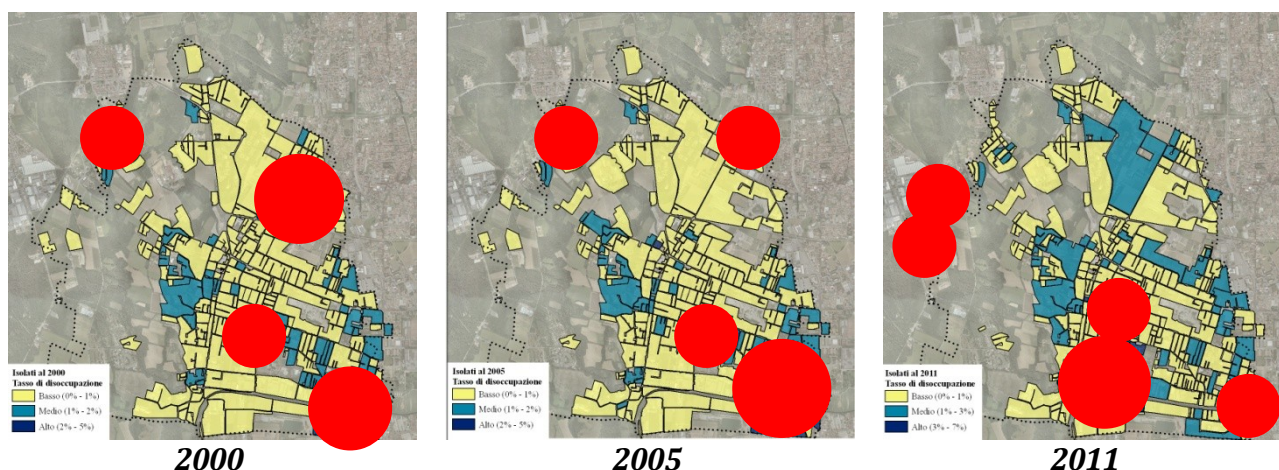 Isolati al 2000
Tasso di disoccupazione
Basso (0% - 1%)
Medio (1% - 2%)
Alto (2% - 5%)
2000
Isolati al 2005
Tasso di disoccupazione
Basso (0% - 1%)
Medio (1% - 2%)
Alto (2% - 5%)
2005
Isolati al 2011
Tasso di disoccupazione
Basso (0% - 1%)
Medio (1% - 3%)
Alto (3% - 7%)
2011